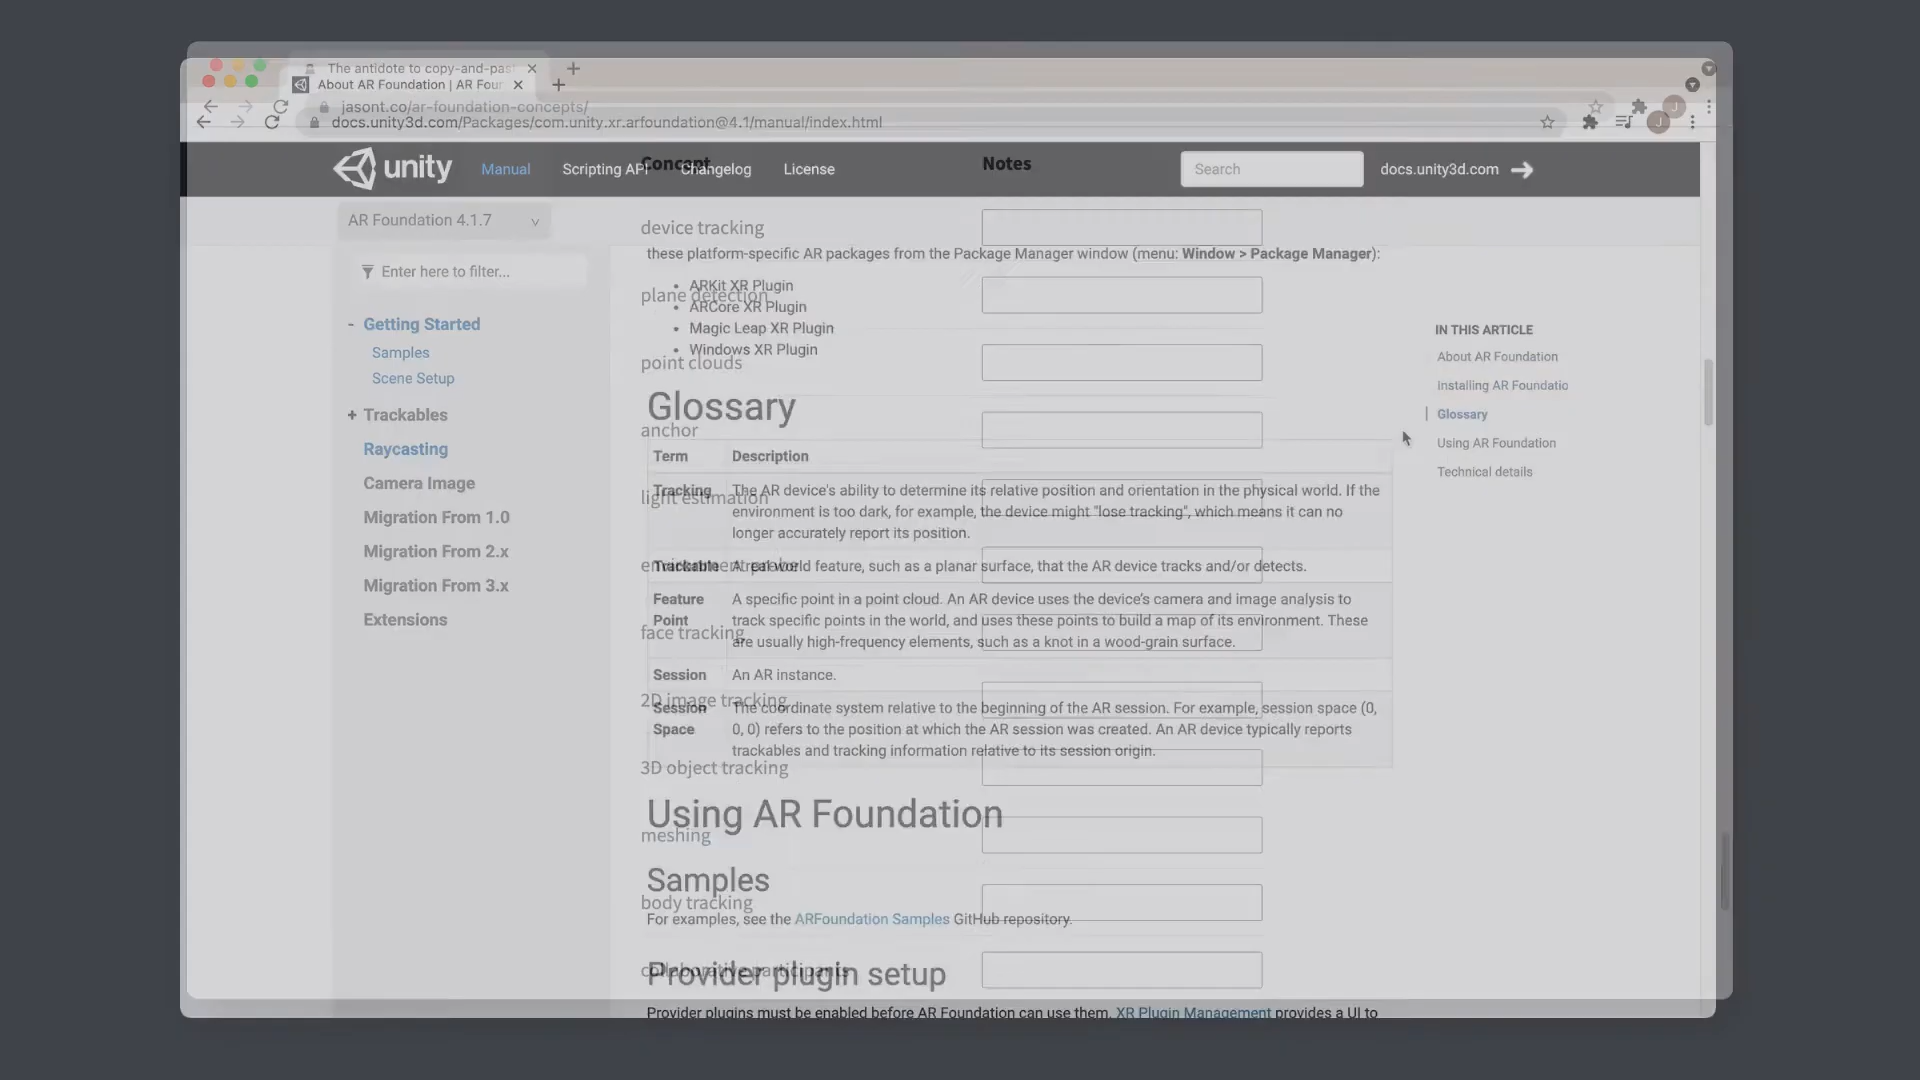 The antidote to copy-and-pas
About AR Foundation | AR Four
jasont.co/ar-foundation-concepts/
docs.unity3d.com/Packages/com.unity.xr.arfoundation@4.1/manual/index.html
unity
Manual
Scripting API
Changelog
License
Search
docs.unity3d.com
Concept
Notes
AR Foundation 4.1.7
Enter here to filter...
- Getting Started
Samples
Scene Setup
+ Trackables
Raycasting
Camera Image
Migration From 1.0
Migration From 2.x
Migration From 3.x
Extensions
device tracking
plane detection
point clouds
anchor
light estimation
face tracking
2D image tracking
3D object tracking
meshing
body tracking
collaborative participants
these platform-specific AR packages from the Package Manager window (menu: Window > Package Manager):
• ARKit XR Plugin
• ARCore XR Plugin
• Magic Leap XR Plugin
• Windows XR Plugin
Glossary
Term Description
Tracking The AR device's ability to determine its relative position and orientation in the physical world. If the
environment is too dark, for example, the device might "lose tracking", which means it can no
longer accurately report its position.
Trackable A real-world feature, such as a planar surface, that the AR device tracks and/or detects.
Feature A specific point in a point cloud. An AR device uses the device's camera and image analysis to
Point track specific points in the world, and uses these points to build a map of its environment. These
are usually high-frequency elements, such as a knot in a wood-grain surface.
Session An AR instance.
Session The coordinate system relative to the beginning of the AR session. For example, session space (0,
Space 0, 0) refers to the position at which the AR session was created. An AR device typically reports
trackables and tracking information relative to its session origin.
Using AR Foundation
Samples
For examples, see the ARFoundation Samples GitHub repository.
Provider plugin setup
Provider plugins must be enabled before AR Foundation can use them. XR Plugin Management provides a UI to
IN THIS ARTICLE
About AR Foundation
Installing AR Foundatio
Glossary
Using AR Foundation
Technical details